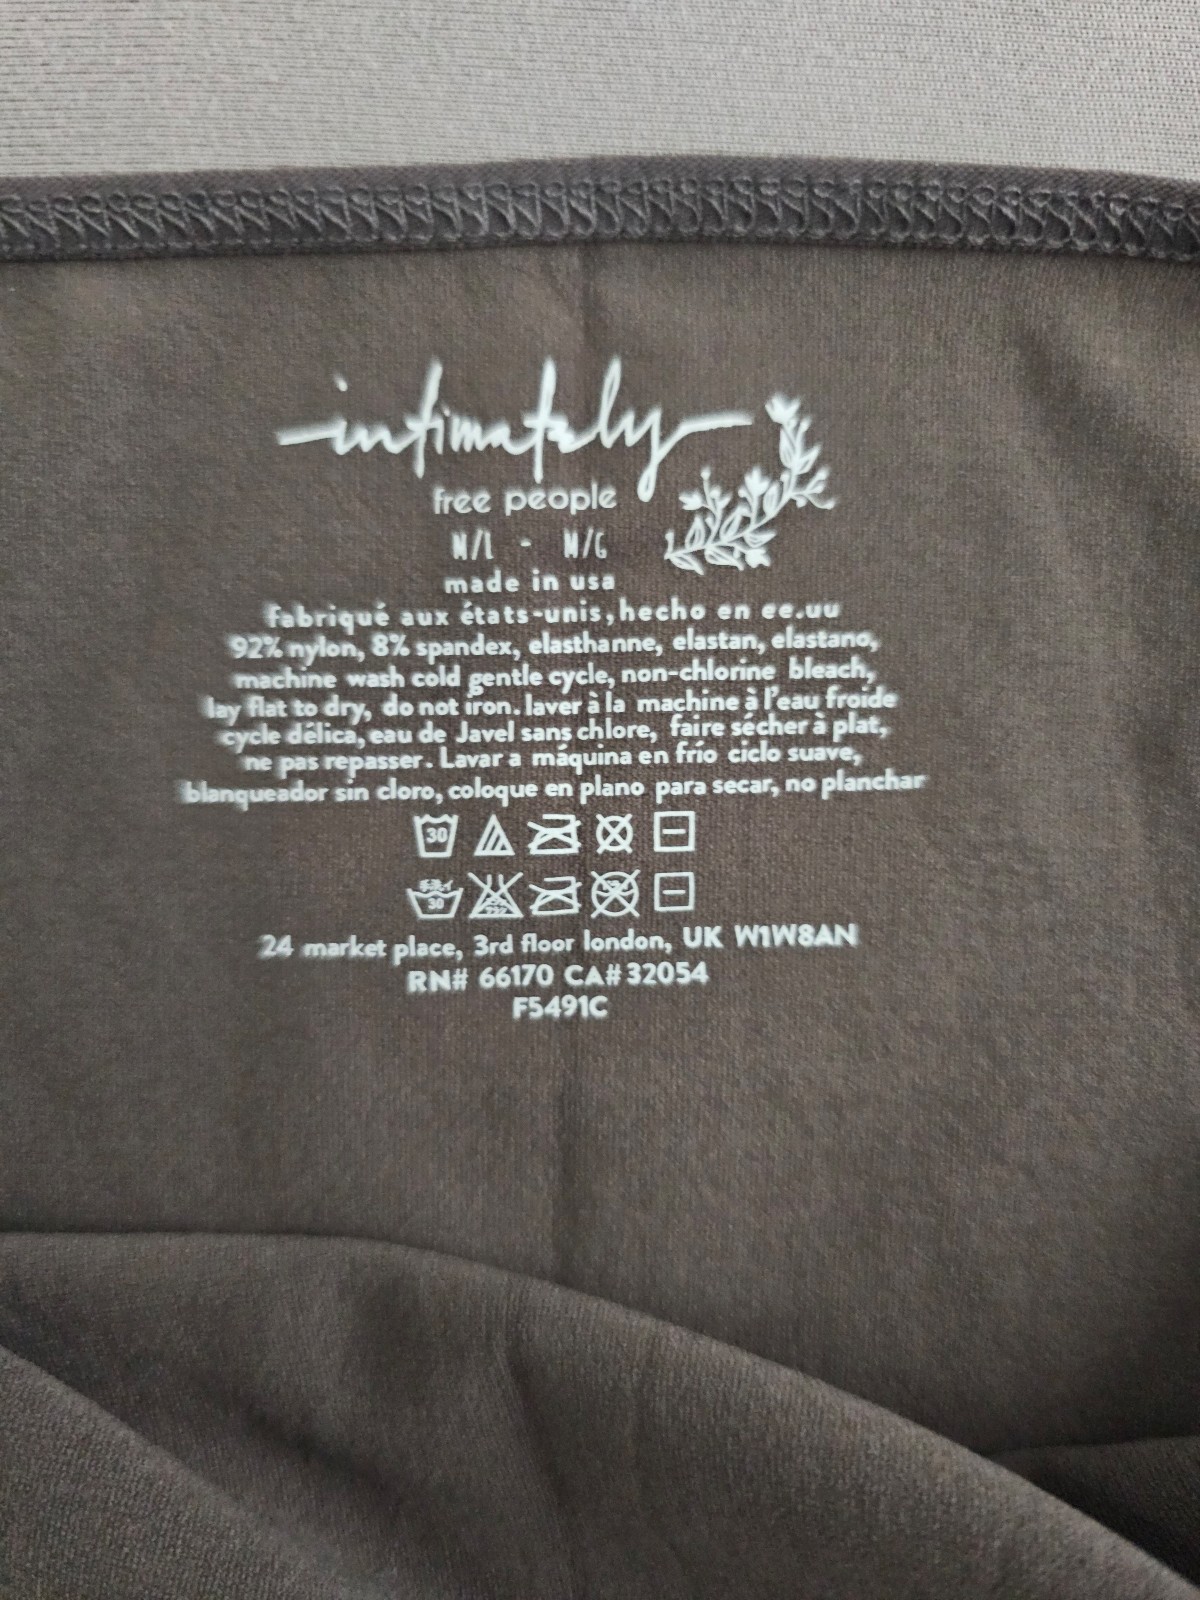 intimately
free people
M/L - M/G
made in usa
fabriqué aux états-unis, hecho en ee.uu
92% nylon, 8% spandex, elasthanne, elastan, elastano,
machine wash cold gentle cycle, non-chlorine bleach,
lay flat to dry, do not iron. laver à la machine à l'eau froide
cycle délica, eau de Javel sans chlore, faire sécher à plat,
ne pas repasser. Lavar a máquina en frío ciclo suave,
blanqueador sin cloro, coloque en plano para secar, no planchar
30
30
24 market place, 3rd floor london, UK W1W8AN
RN# 66170 CA# 32054
F5491C